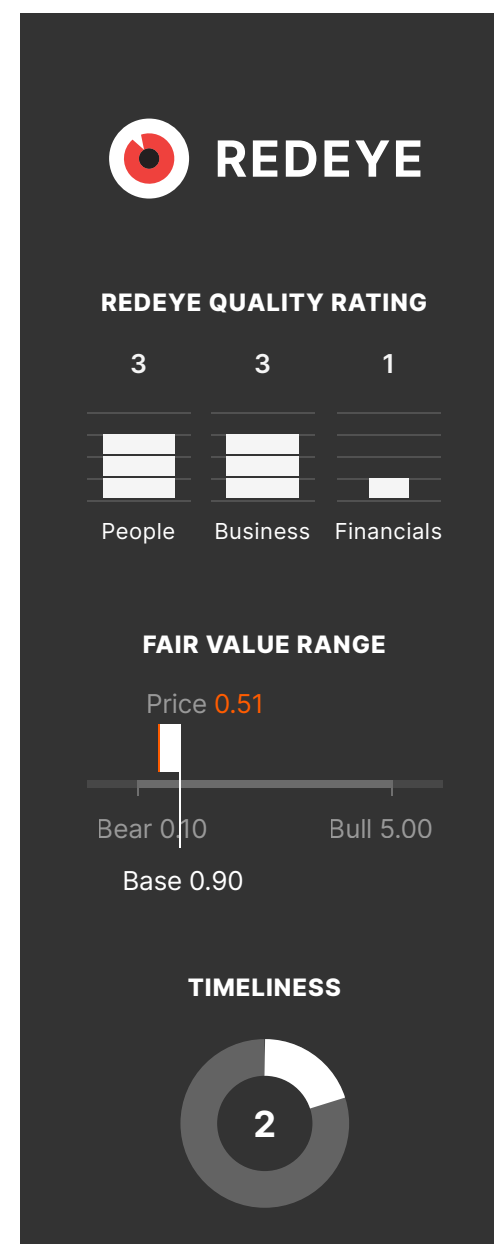 REDEYE
REDEYE QUALITY RATING
3 3 1
People Business Financials
FAIR VALUE RANGE
Price 0.51
Bear 0.10 Bull 5.00
Base 0.90
TIMELINESS
2